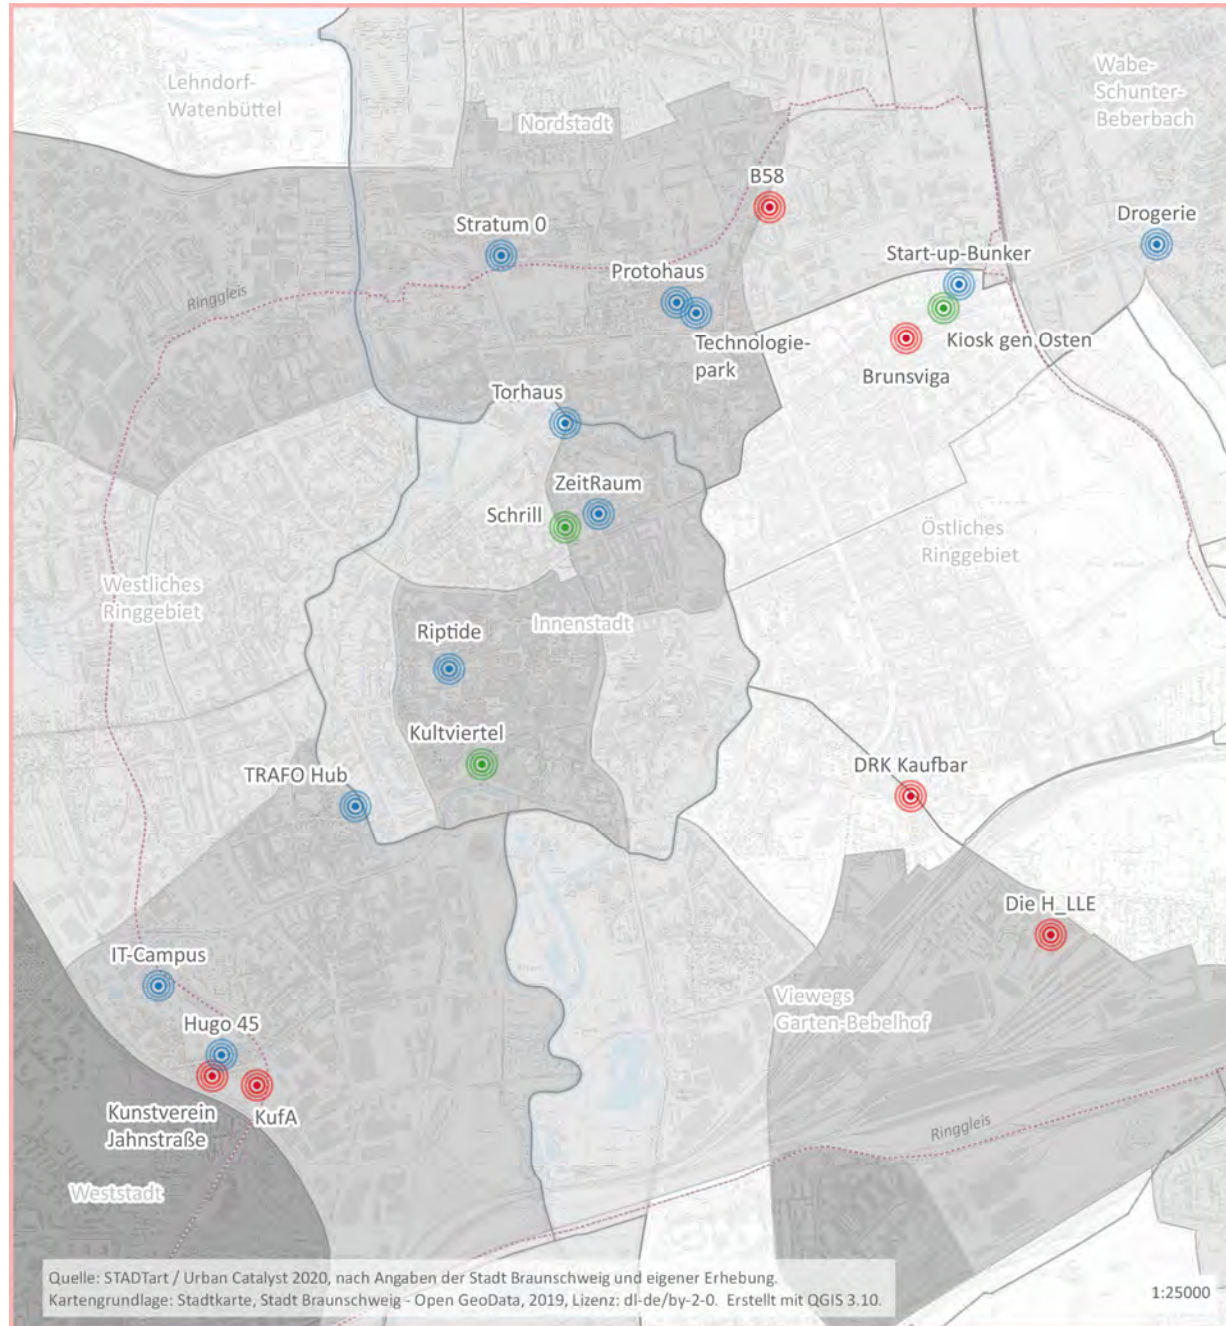 Lehndorf-
Watenbüttel
Nordstadt
Wabe-
Schunter-
Beberbach
B58
Drogerie
Stratum 0
Start-up-Bunker
Protohaus
Ringgleis
Technologie-
park
Kiosk gen Osten
Brunsviga
Torhaus
ZeitRaum
Schrill
Östliches
Ringgebiet
Westliches
Ringgebiet
Innenstadt
Riptide
Kultviertel
TRAFO Hub
DRK Kaufbar
Die H_LLE
IT-Campus
Viewegs
Garten-Bebelhof
Hugo 45
Kunstverein
Jahnstraße
KufA
Ringgleis
Weststadt
Quelle: STADTart / Urban Catalyst 2020, nach Angaben der Stadt Braunschweig und eigener Erhebung.
Kartengrundlage: Stadtkarte, Stadt Braunschweig - Open GeoData, 2019, Lizenz: dl-de/by-2-0. Erstellt mit QGIS 3.10.
1:25000